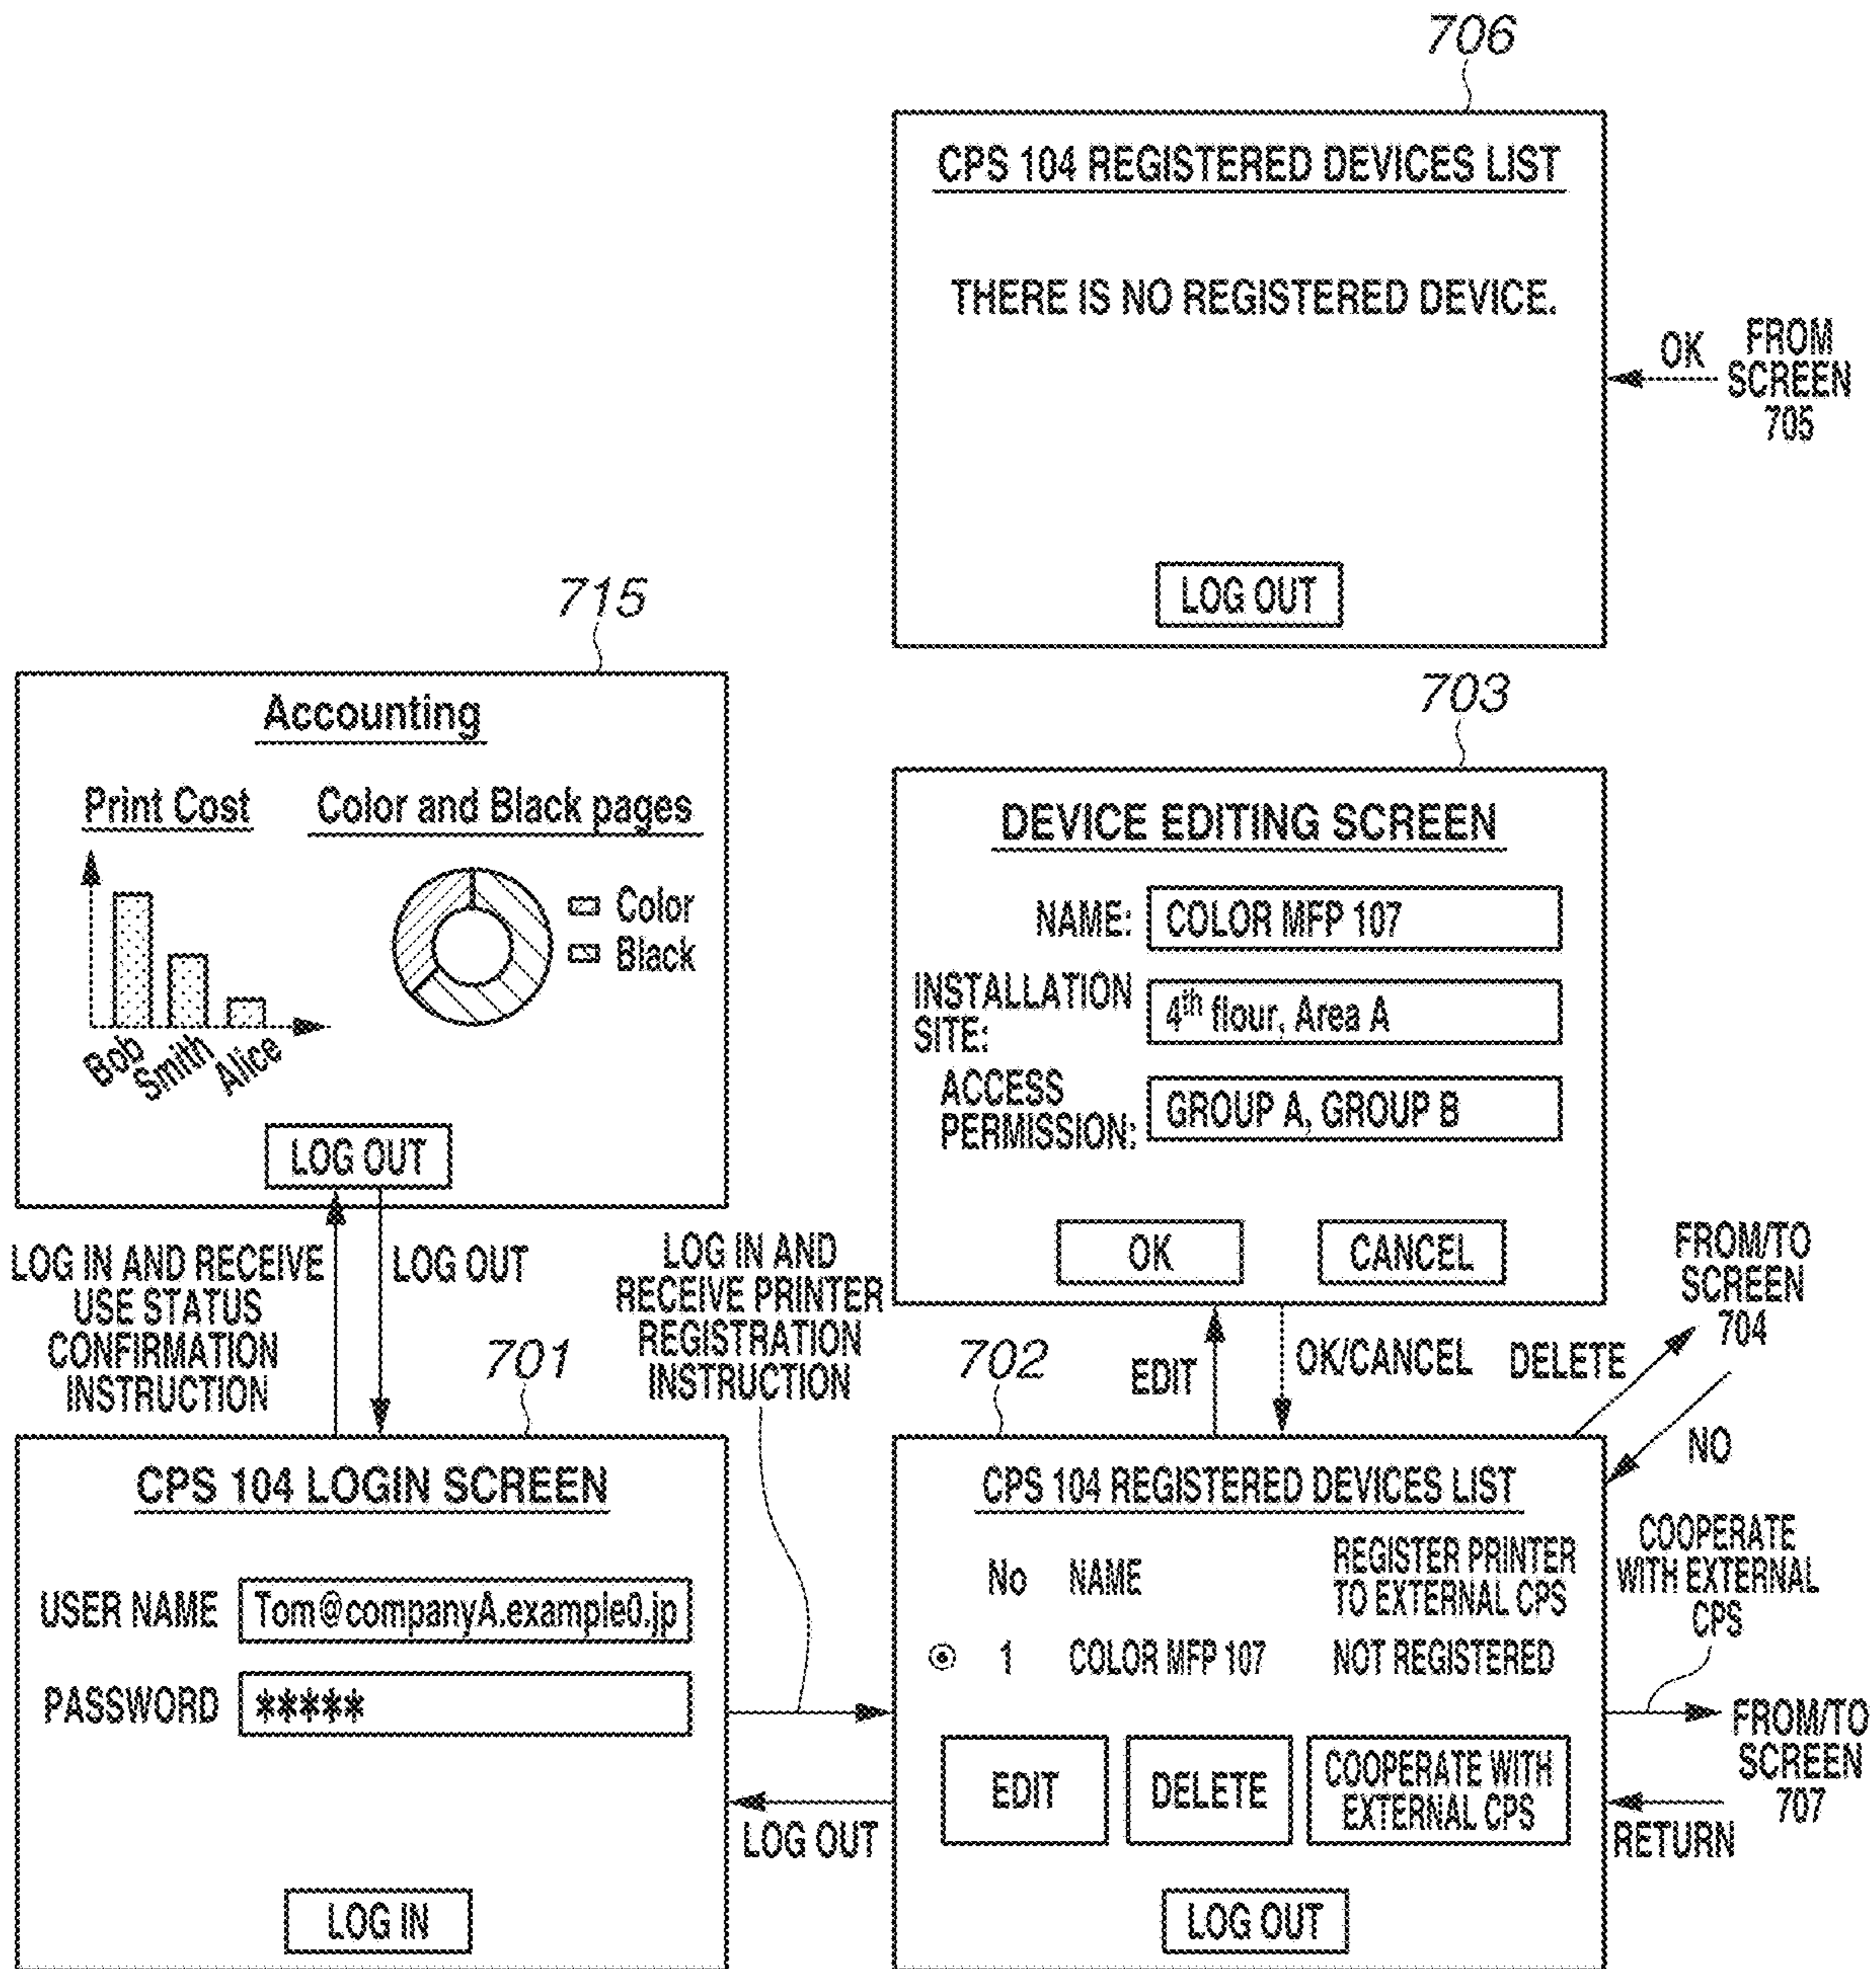 706
CPS 104 REGISTERED DEVICES LIST
THERE IS NO REGISTERED DEVICE.
LOG OUT
OK
FROM
SCREEN
705
715
Accounting
Print Cost
Color and Black pages
Color
Black
Bob
Smith
Alice
LOG OUT
703
DEVICE EDITING SCREEN
NAME:
COLOR MFP 107
INSTALLATION
SITE:
4th flour, Area A
ACCESS
PERMISSION:
GROUP A, GROUP B
OK
CANCEL
LOG IN AND RECEIVE
USE STATUS
CONFIRMATION
INSTRUCTION
LOG OUT
LOG IN AND
RECEIVE PRINTER
REGISTRATION
INSTRUCTION
EDIT
OK/CANCEL
DELETE
FROM/TO
SCREEN
704
NO
701
CPS 104 LOGIN SCREEN
USER NAME
Tom@companyA.example0.jp
PASSWORD
*****
LOG IN
LOG OUT
702
CPS 104 REGISTERED DEVICES LIST
No
NAME
REGISTER PRINTER
TO EXTERNAL CPS
1
COLOR MFP 107
NOT REGISTERED
EDIT
DELETE
COOPERATE WITH
EXTERNAL CPS
LOG OUT
COOPERATE
WITH EXTERNAL
CPS
FROM/TO
SCREEN
707
RETURN